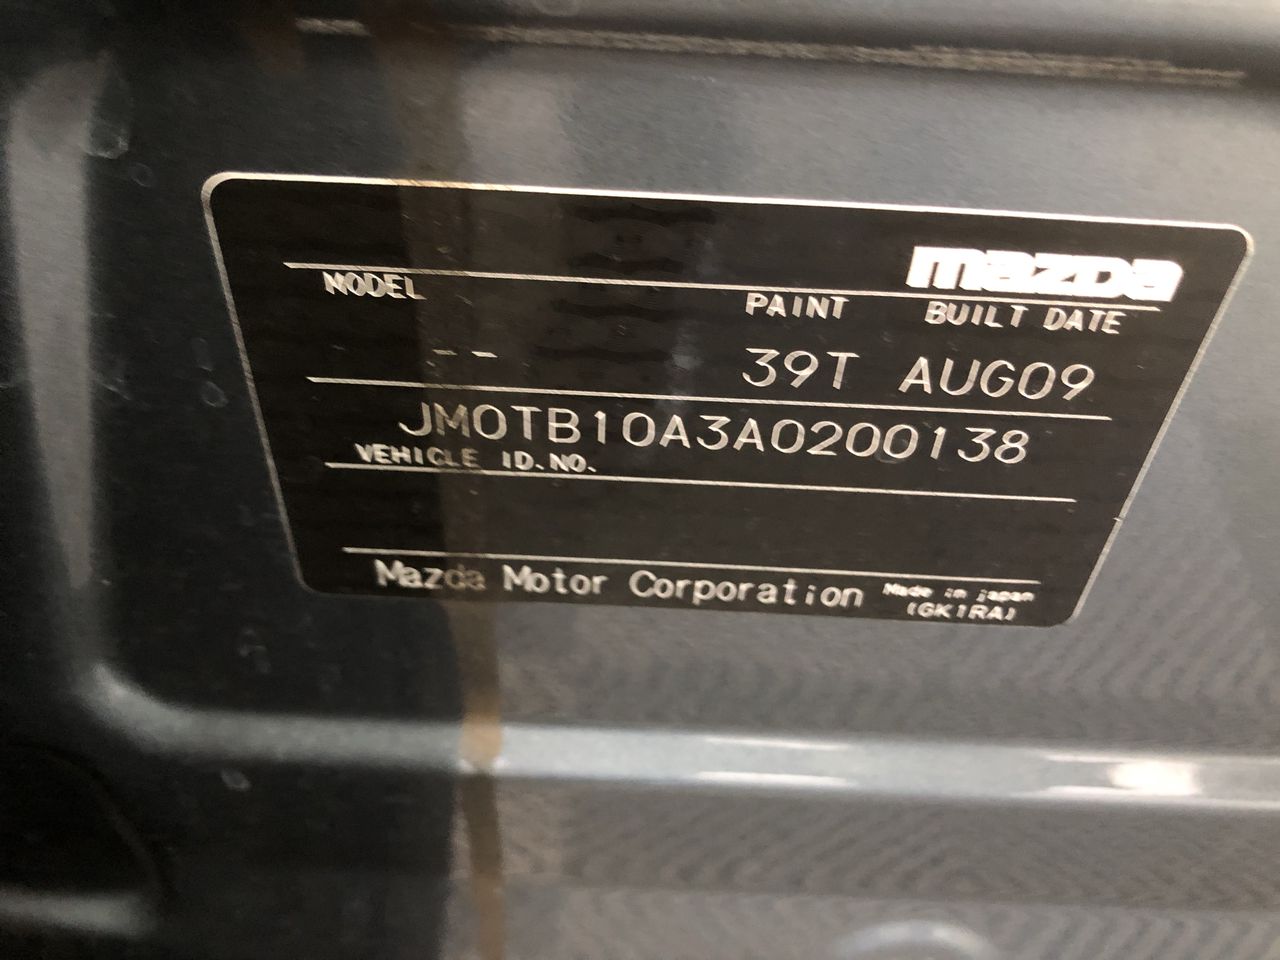 mazda
MODEL PAINT BUILT DATE
-- 39T AUG09
JM0TB10A3A0200138
VEHICLE ID.NO.
Mazda Motor Corporation Made in japan
(GK1RA)